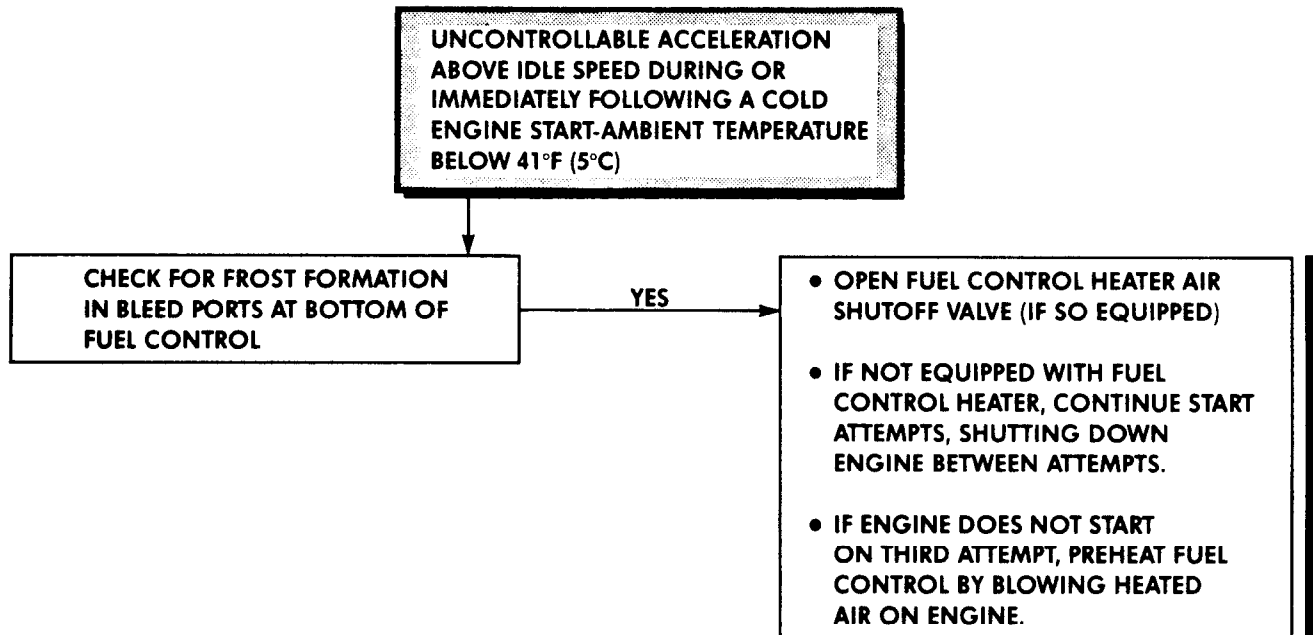 UNCONTROLLABLE ACCELERATION
ABOVE IDLE SPEED DURING OR
IMMEDIATELY FOLLOWING A COLD
ENGINE START-AMBIENT TEMPERATURE
BELOW 41°F (5°C)
CHECK FOR FROST FORMATION
IN BLEED PORTS AT BOTTOM OF
FUEL CONTROL
YES
● OPEN FUEL CONTROL HEATER AIR
SHUTOFF VALVE (IF SO EQUIPPED)
● IF NOT EQUIPPED WITH FUEL
CONTROL HEATER, CONTINUE START
ATTEMPTS, SHUTTING DOWN
ENGINE BETWEEN ATTEMPTS.
● IF ENGINE DOES NOT START
ON THIRD ATTEMPT, PREHEAT FUEL
CONTROL BY BLOWING HEATED
AIR ON ENGINE.